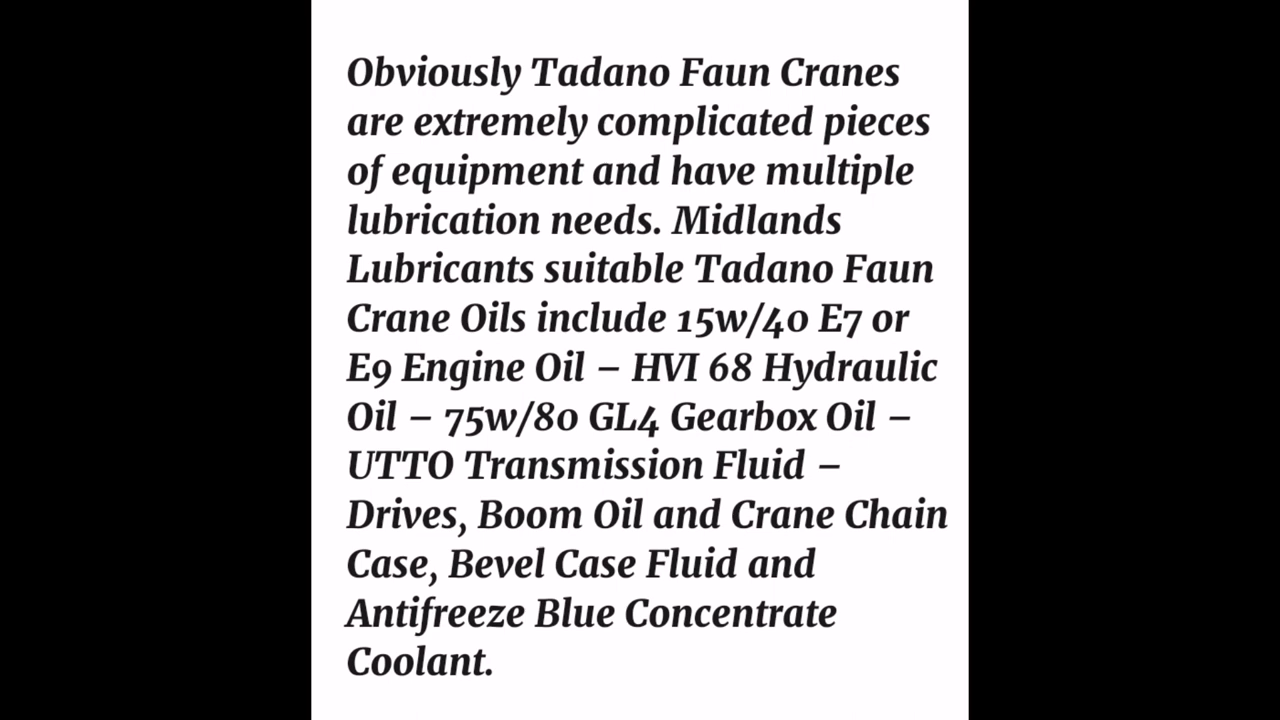 Obviously Tadano Faun Cranes
are extremely complicated pieces
of equipment and have multiple
lubrication needs. Midlands
Lubricants suitable Tadano Faun
Crane Oils include 15w/40 E7 or
E9 Engine Oil – HVI 68 Hydraulic
Oil – 75w/80 GL4 Gearbox Oil –
UTTO Transmission Fluid –
Drives, Boom Oil and Crane Chain
Case, Bevel Case Fluid and
Antifreeze Blue Concentrate
Coolant.